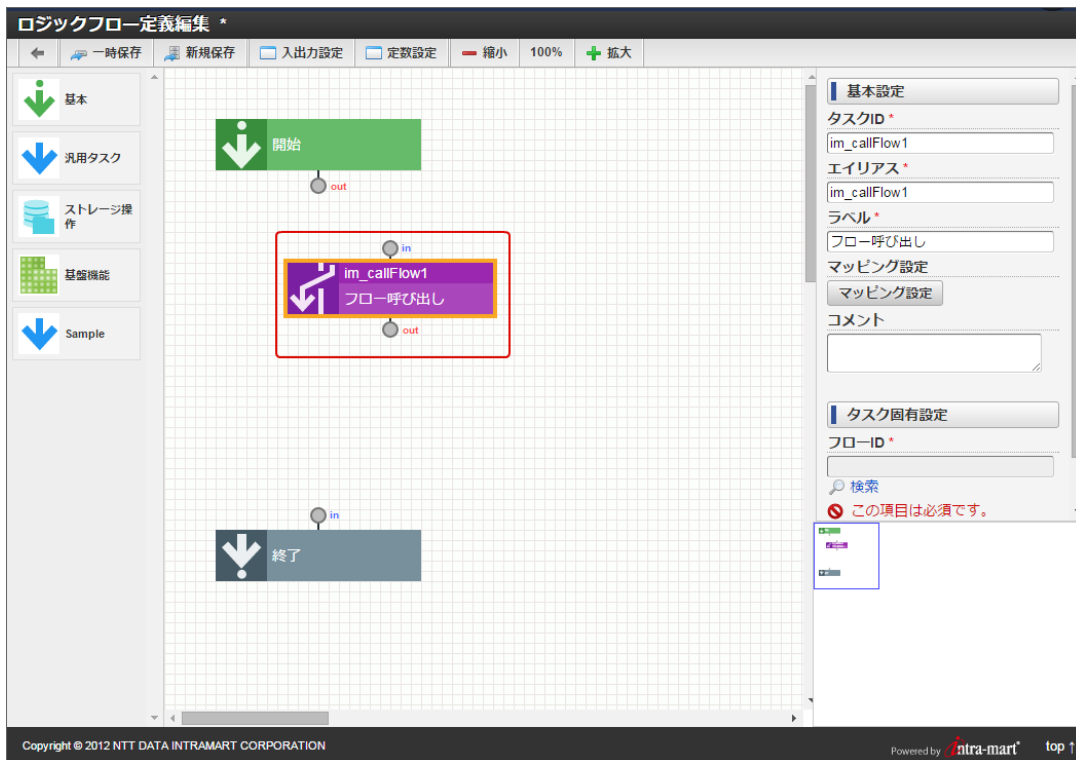 ロジックフロー定義編集 *
一時保存 新規保存 入出力設定 定数設定 縮小 100% 拡大
基本
汎用タスク
ストレージ操
作
基盤機能
Sample
開始
out
in
im_callFlow1
フロー呼び出し
out
in
終了
基本設定
タスクID *
im_callFlow1
エイリアス *
im_callFlow1
ラベル *
フロー呼び出し
マッピング設定
マッピング設定
コメント
タスク固有設定
フローID *
検索
この項目は必須です。
Copyright © 2012 NTT DATA INTRAMART CORPORATION
Powered by intra-mart
top ↑